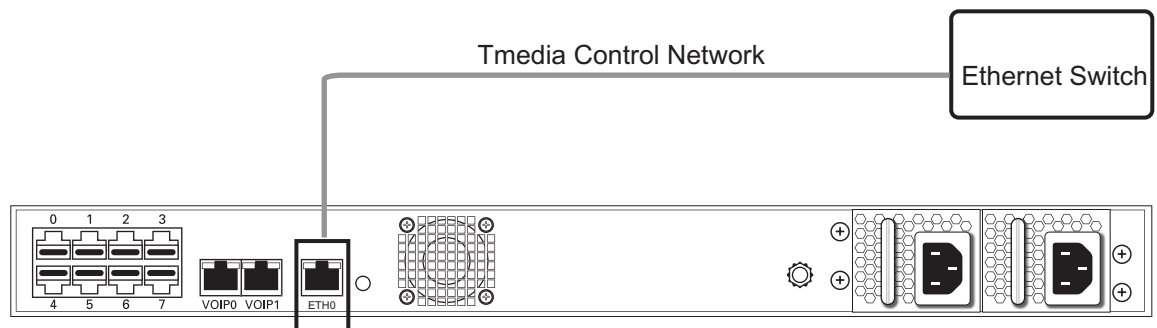 Tmedia Control Network
Ethernet Switch
0 1 2 3
4 5 6 7
VOIP0 VOIP1 ETH0